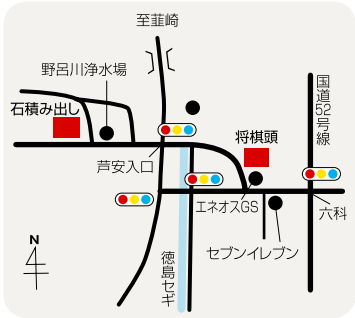 至韮崎
野呂川浄水場
石積み出し
国道52号線
将棋頭
芦安入口
エネオスGS
六科
セブンイレブン
徳島セギ
N